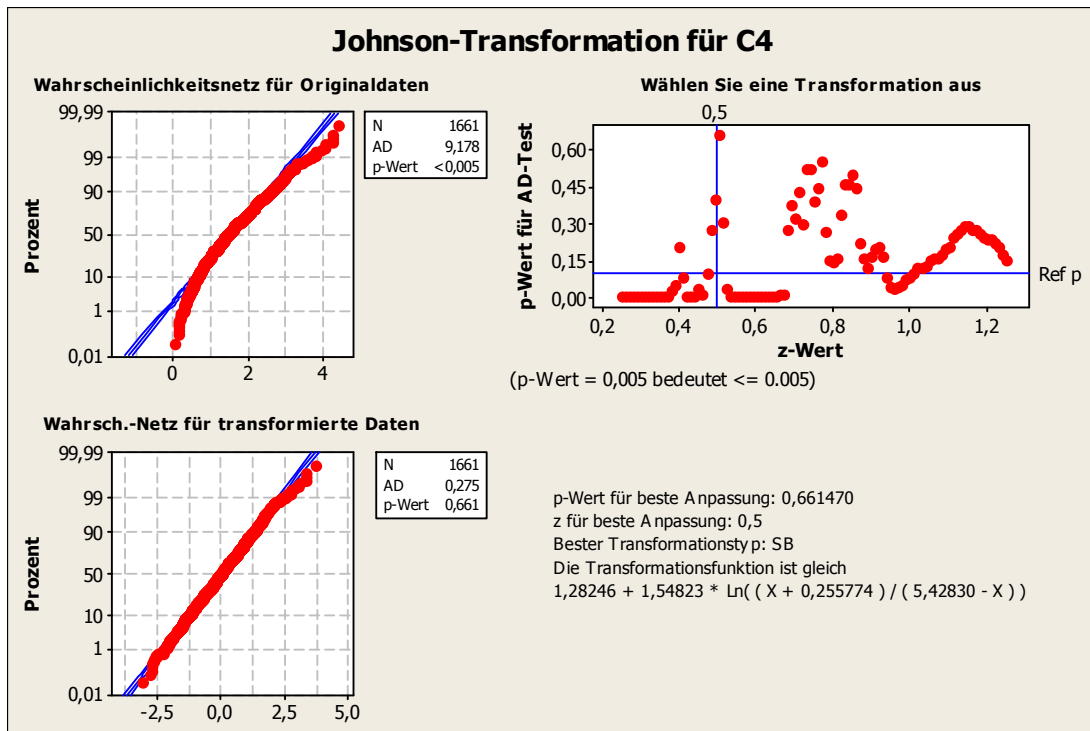 Johnson-Transformation für C4
Wahrscheinlichkeitsnetz für Originaldaten
99,99
99
90
50
10
1
0,01
Prozent
0
2
4
N 1661
AD 9,178
p-Wert <0,005
Wählen Sie eine Transformation aus
0,5
0,60
0,45
0,30
0,15
0,00
p-Wert für AD-Test
Ref p
0,2
0,4
0,6
0,8
1,0
1,2
z-Wert
(p-Wert = 0,005 bedeutet <= 0.005)
Wahrsch.-Netz für transformierte Daten
99,99
99
90
50
10
1
0,01
Prozent
-2,5
0,0
2,5
5,0
N 1661
AD 0,275
p-Wert 0,661
p-Wert für beste Anpassung: 0,661470
z für beste Anpassung: 0,5
Bester Transformationstyp: SB
Die Transformationsfunktion ist gleich
1,28246 + 1,54823 * Ln( ( X + 0,255774 ) / ( 5,42830 - X ) )